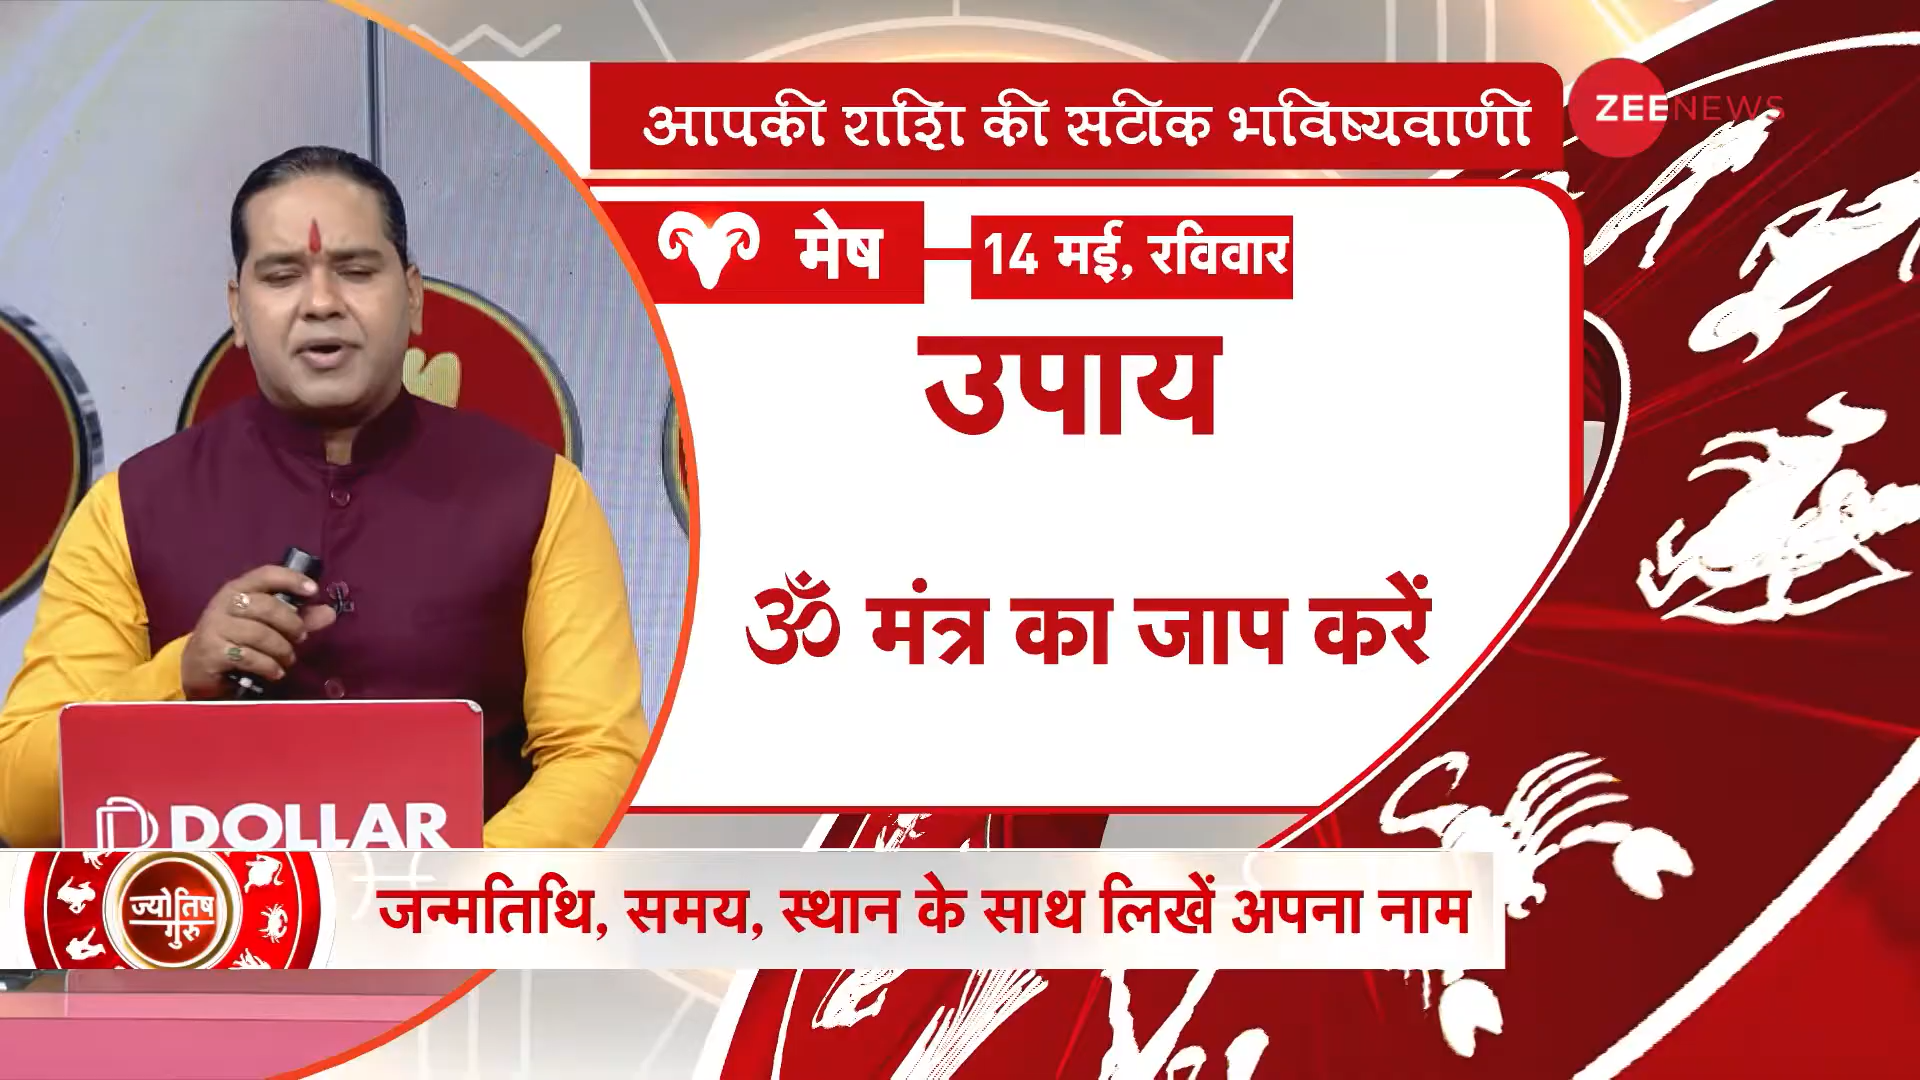 आपकी राशि की सटीक भविष्यवाणी
ZEENEWS
मेष
14 मई, रविवार
उपाय
ॐ मंत्र का जाप करें
DOLLAR
ज्योतिष
गुरु
जन्मतिथि, समय, स्थान के साथ लिखें अपना नाम